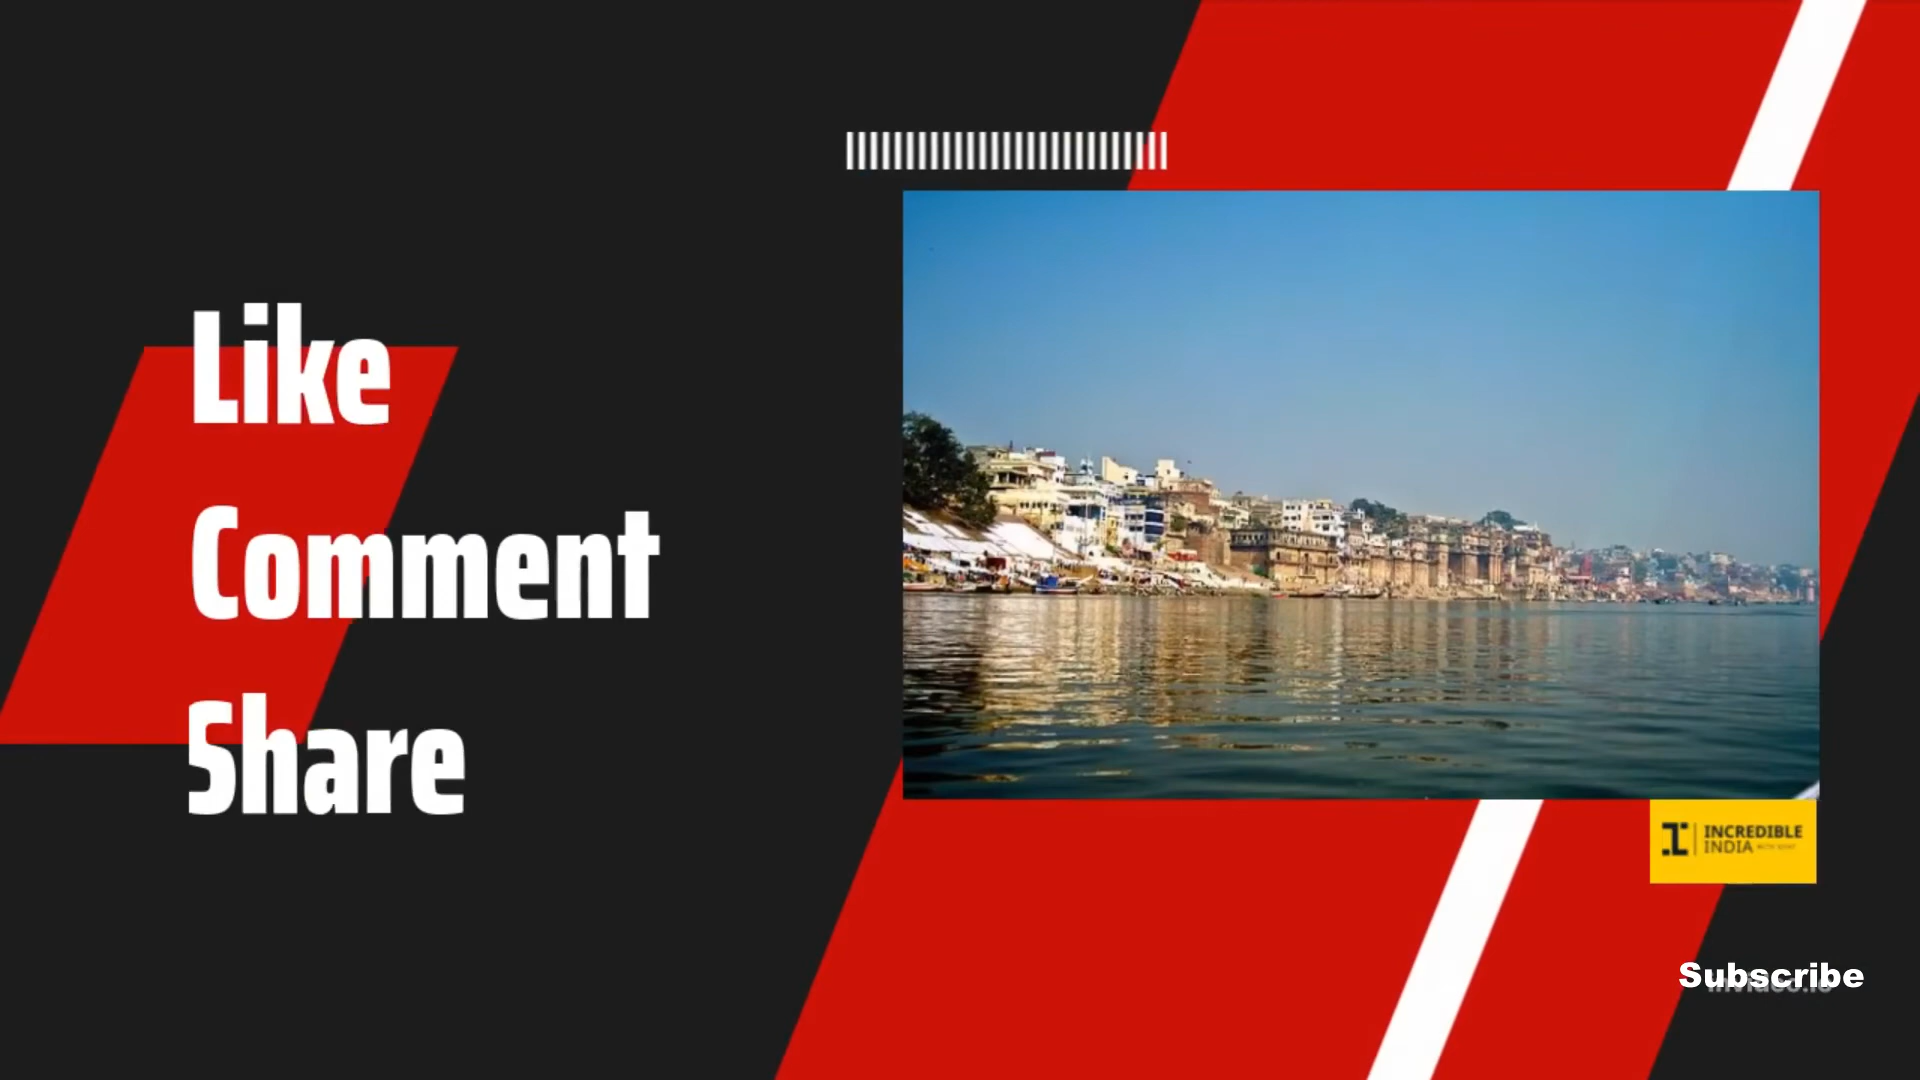 Like
Comment
Share
INCREDIBLE
INDIA
Subscribe